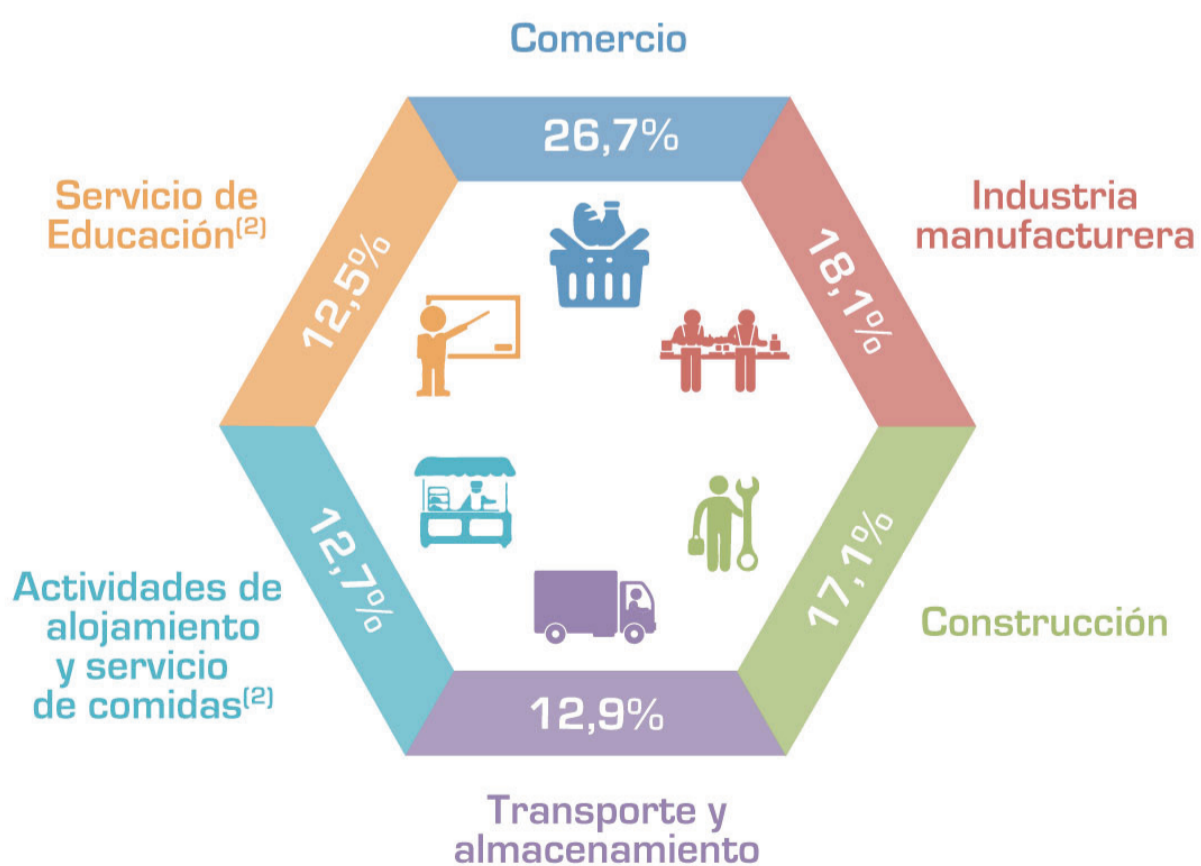 Comercio
26,7%
Servicio de
Educación(2)
12,5%
Industria
manufacturera
18,1%
Actividades de
alojamiento
y servicio
de comidas(2)
12,7%
Construcción
17,1%
12,9%
Transporte y
almacenamiento